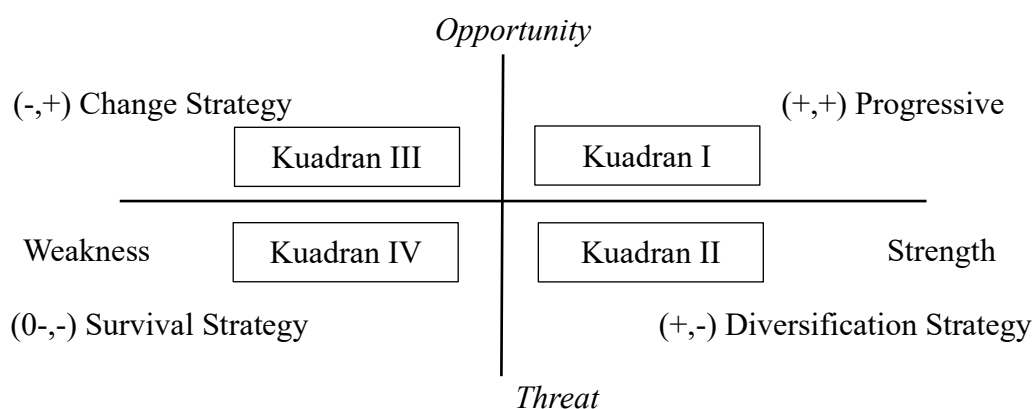 Opportunity
(-,+) Change Strategy
(+,+) Progressive
Kuadran III
Kuadran I
Weakness
Kuadran IV
Kuadran II
Strength
(0-,-) Survival Strategy
(+,-) Diversification Strategy
Threat